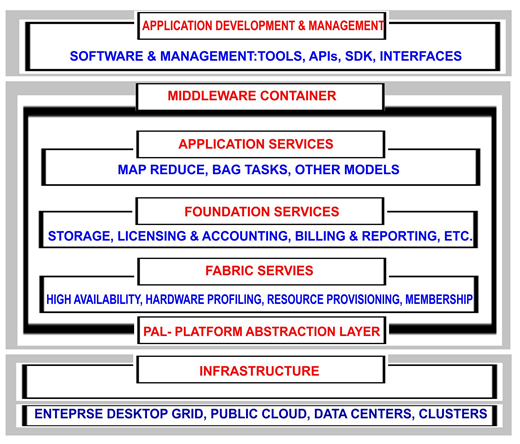 APPLICATION DEVELOPMENT & MANAGEMENT
SOFTWARE & MANAGEMENT:TOOLS, APIs, SDK, INTERFACES
MIDDLEWARE CONTAINER
APPLICATION SERVICES
MAP REDUCE, BAG TASKS, OTHER MODELS
FOUNDATION SERVICES
STORAGE, LICENSING & ACCOUNTING, BILLING & REPORTING, ETC.
FABRIC SERVIES
HIGH AVAILABILITY, HARDWARE PROFILING, RESOURCE PROVISIONING, MEMBERSHIP
PAL- PLATFORM ABSTRACTION LAYER
INFRASTRUCTURE
ENTEPRSE DESKTOP GRID, PUBLIC CLOUD, DATA CENTERS, CLUSTERS